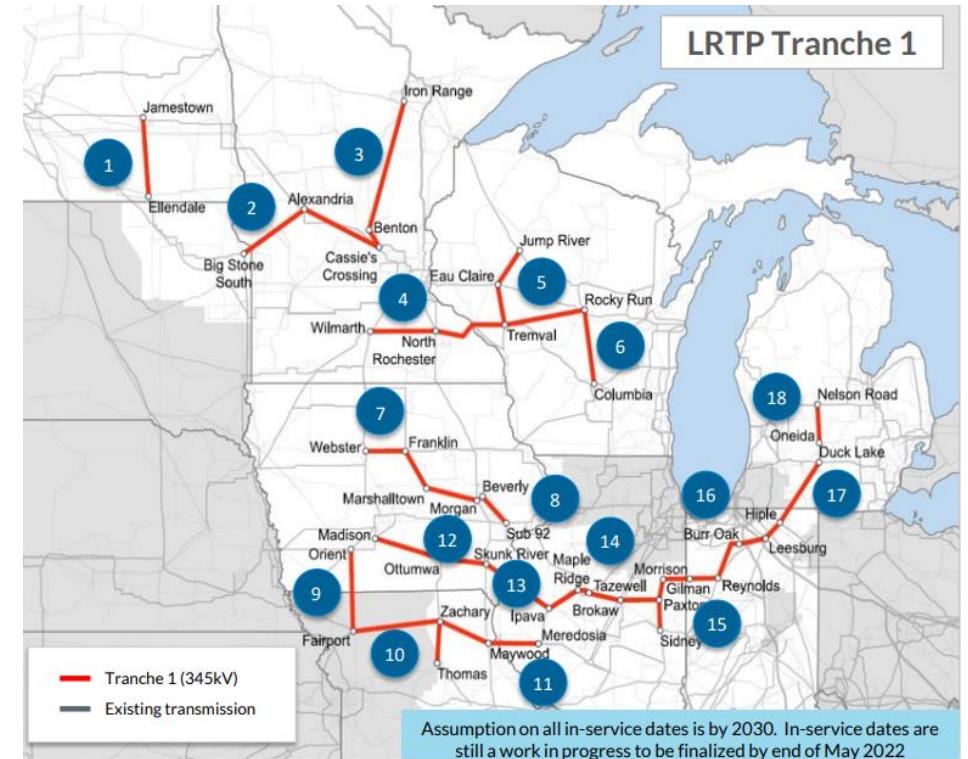 LRTP Tranche 1
Jamestown
Iron Range
1
3
Ellendale
2
Alexandria
Benton
Big Stone
South
Cassie's
Crossing
Jump River
Eau Claire
5
4
Rocky Run
Wilmarth
North
Rochester
Tremval
6
Columbia
18
Nelson Road
7
Oneida
Webster
Franklin
Duck Lake
17
Marshalltown
Morgan
Beverly
8
16
Hiple
Madison
12
Sub 92
14
Burr Oak
Leesburg
Orient
Ottumwa
Skunk River
Maple
Ridge
Morrison
9
13
Tazewell
Gilman
Reynolds
Zachary
Ipava
Brokaw
Paxton
15
Fairport
Meredosia
Sidney
10
Maywood
Thomas
11
Tranche 1 (345kV)
Existing transmission
Assumption on all in-service dates is by 2030. In-service dates are
still a work in progress to be finalized by end of May 2022